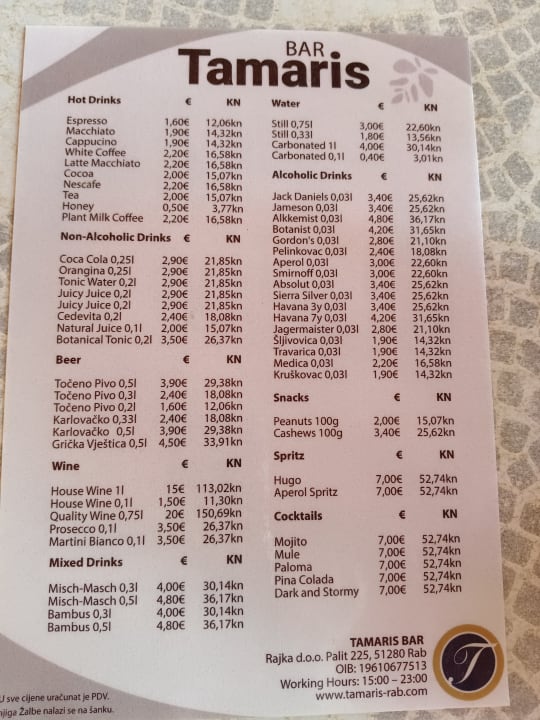 BAR
Tamaris
Hot Drinks € KN
Espresso 1,60€ 12,06kn
Macchiato 1,90€ 14,32kn
Cappucino 1,90€ 14,32kn
White Coffee 2,20€ 16,58kn
Latte Macchiato 2,20€ 16,58kn
Cocoa 2,00€ 15,07kn
Nescafe 2,20€ 16,58kn
Tea 2,00€ 15,07kn
Honey 0,50€ 3,77kn
Plant Milk Coffee 2,20€ 16,58kn
Non-Alcoholic Drinks € KN
Coca Cola 0,25l 2,90€ 21,85kn
Orangina 0,25l 2,90€ 21,85kn
Tonic Water 0,2l 2,90€ 21,85kn
Juicy Juice 0,2l 2,90€ 21,85kn
Juicy Juice 0,2l 2,90€ 21,85kn
Cedevita 0,2l 2,40€ 18,08kn
Natural Juice 0,1l 2,00€ 15,07kn
Botanical Tonic 0,2l 3,50€ 26,37kn
Beer € KN
Točeno Pivo 0,5l 3,90€ 29,38kn
Točeno Pivo 0,3l 2,40€ 18,08kn
Točeno Pivo 0,2l 1,60€ 12,06kn
Karlovačko 0,33l 2,40€ 18,08kn
Karlovačko 0,5l 3,90€ 29,38kn
Grička Vještica 0,5l 4,50€ 33,91kn
Wine € KN
House Wine 1l 15€ 113,02kn
House Wine 0,1l 1,50€ 11,30kn
Quality Wine 0,75l 20€ 150,69kn
Prosecco 0,1l 3,50€ 26,37kn
Martini Bianco 0,1l 3,50€ 26,37kn
Mixed Drinks € KN
Misch-Masch 0,3l 4,00€ 30,14kn
Misch-Masch 0,5l 4,80€ 36,17kn
Bambus 0,3l 4,00€ 30,14kn
Bambus 0,5l 4,80€ 36,17kn
Water € KN
Still 0,75l 3,00€ 22,60kn
Still 0,33l 1,80€ 13,56kn
Carbonated 1l 4,00€ 30,14kn
Carbonated 0,1l 0,40€ 3,01kn
Alcoholic Drinks € KN
Jack Daniels 0,03l 3,40€ 25,62kn
Jameson 0,03l 3,40€ 25,62kn
Alkkemist 0,03l 4,80€ 36,17kn
Botanist 0,03l 4,20€ 31,65kn
Gordon's 0,03l 2,80€ 21,10kn
Pelinkovac 0,03l 2,40€ 18,08kn
Aperol 0,03l 3,00€ 22,60kn
Smirnoff 0,03l 3,00€ 22,60kn
Absolut 0,03l 3,40€ 25,62kn
Sierra Silver 0,03l 3,40€ 25,62kn
Havana 3y 0,03l 3,40€ 25,62kn
Havana 7y 0,03l 4,20€ 31,65kn
Jagermaister 0,03l 2,80€ 21,10kn
Šljivovica 0,03l 1,90€ 14,32kn
Travarica 0,03l 1,90€ 14,32kn
Medica 0,03l 2,20€ 16,58kn
Kruškovac 0,03l 1,90€ 14,32kn
Snacks € KN
Peanuts 100g 2,00€ 15,07kn
Cashews 100g 3,40€ 25,62kn
Spritz € KN
Hugo 7,00€ 52,74kn
Aperol Spritz 7,00€ 52,74kn
Cocktails € KN
Mojito 7,00€ 52,74kn
Mule 7,00€ 52,74kn
Paloma 7,00€ 52,74kn
Pina Colada 7,00€ 52,74kn
Dark and Stormy 7,00€ 52,74kn
TAMARIS BAR
Rajka d.o.o. Palit 225, 51280 Rab
OIB: 19610677513
Working Hours: 15:00 – 23:00
www.tamaris-rab.com
T
U sve cijene uračunat je PDV.
njiga Žalbe nalazi se na šanku.